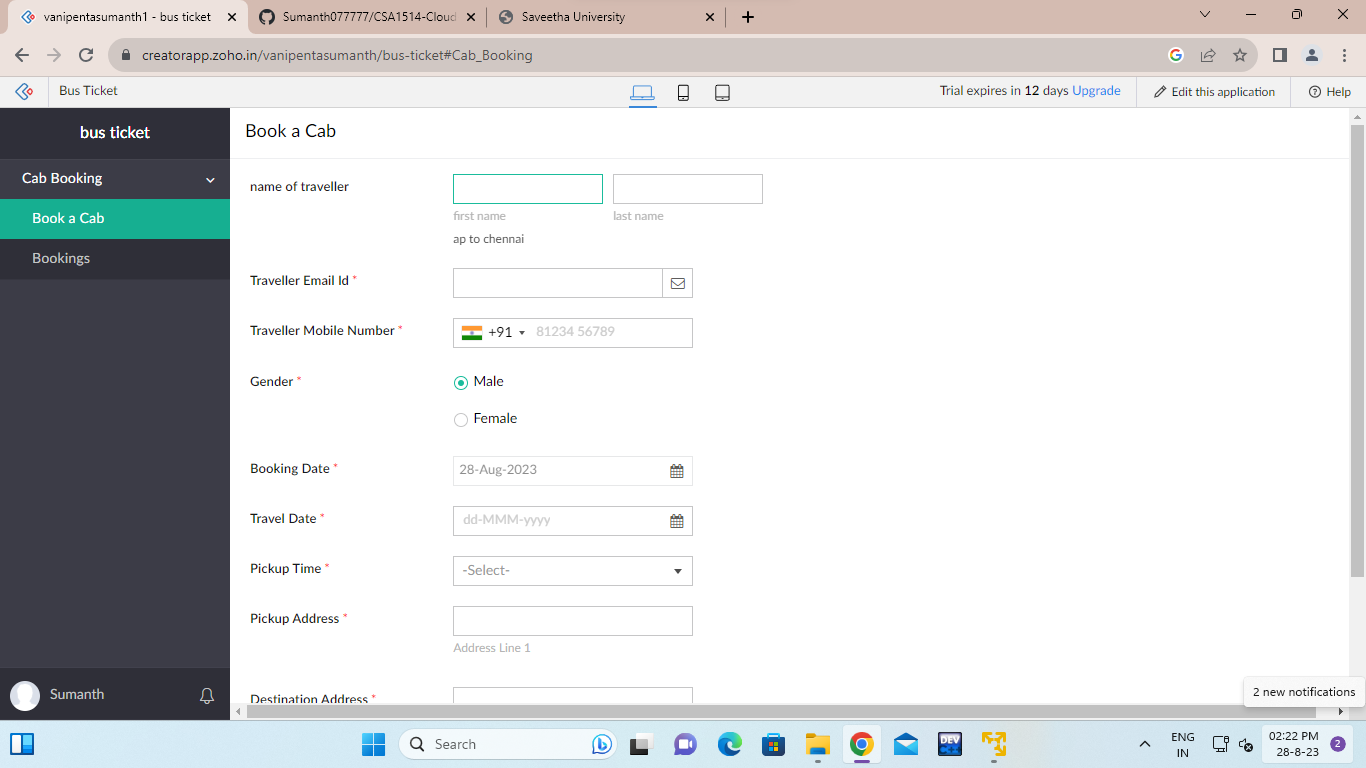 vanipentasumanth1 - bus ticket
Sumanth077777/CSA1514-Cloud
Saveetha University
creatorapp.zoho.in/vanipentasumanth/bus-ticket#Cab_Booking
Bus Ticket
Trial expires in 12 days Upgrade
Edit this application
Help
bus ticket
Cab Booking
Book a Cab
Bookings
Book a Cab
name of traveller
first name
last name
ap to chennai
Traveller Email Id *
Traveller Mobile Number *
+91
81234 56789
Gender *
Male
Female
Booking Date *
28-Aug-2023
Travel Date *
dd-MMM-yyyy
Pickup Time *
-Select-
Pickup Address *
Address Line 1
Destination Address *
Sumanth
2 new notifications
Search
DEV
ENG
IN
02:22 PM
28-8-23
2